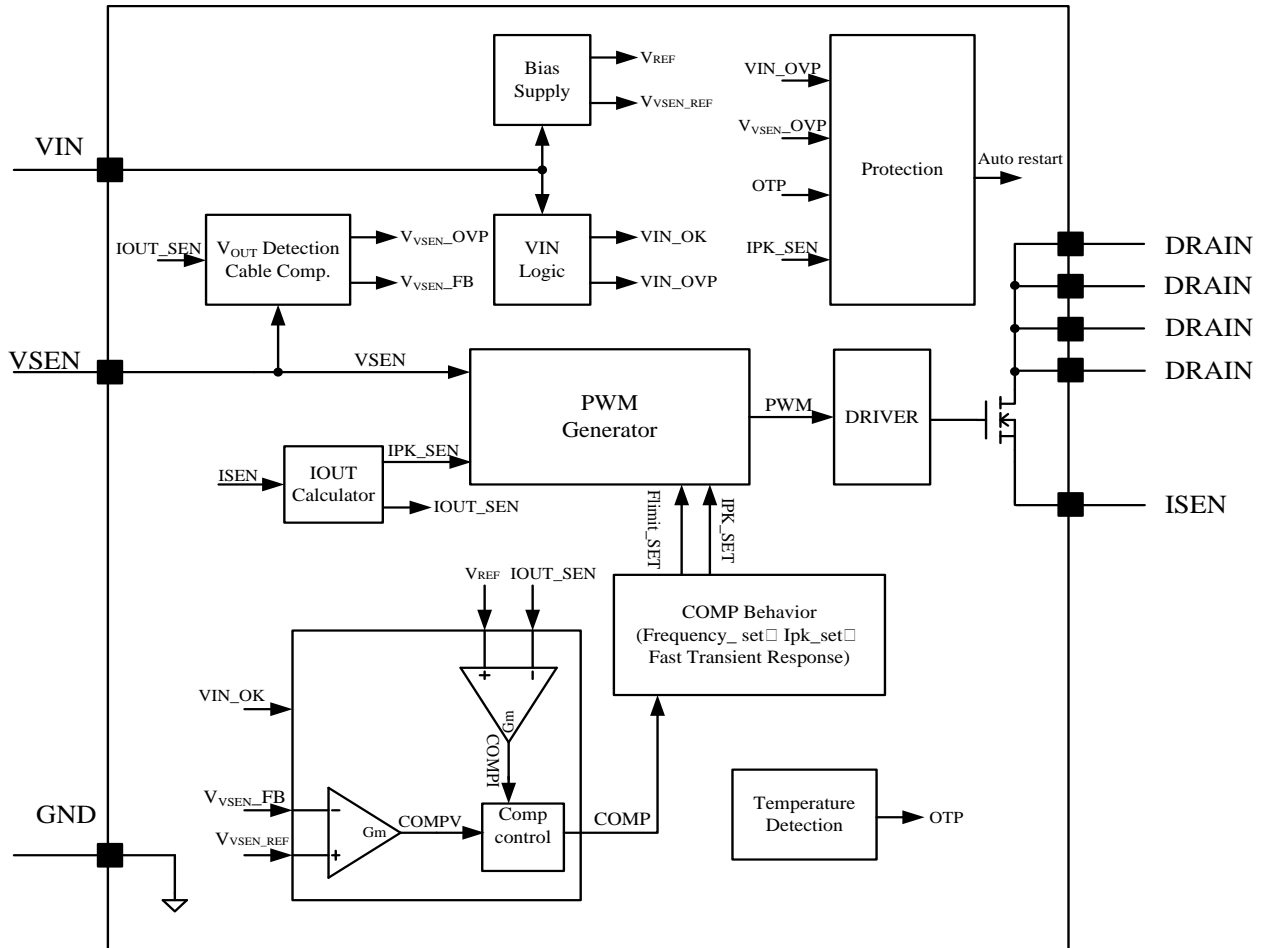 VIN
Bias
Supply
VREF
VVSEN_REF
VIN_OVP
VVSEN_OVP
OTP
IPK_SEN
Protection
Auto restart
IOUT_SEN
VOUT Detection
Cable Comp.
VVSEN_OVP
VVSEN_FB
VIN
Logic
VIN_OK
VIN_OVP
DRAIN
DRAIN
DRAIN
DRAIN
VSEN
VSEN
PWM
Generator
PWM
DRIVER
ISEN
IOUT
Calculator
IPK_SEN
IOUT_SEN
ISEN
Flimit_SET
IPK_SET
VREF
IOUT_SEN
COMP Behavior
(Frequency_ set□ Ipk_set□
Fast Transient Response)
VIN_OK
+
−
Gm
COMPI
VVSEN_FB
VVSEN_REF
−
+
Gm
COMPV
Comp
control
COMP
Temperature
Detection
OTP
GND